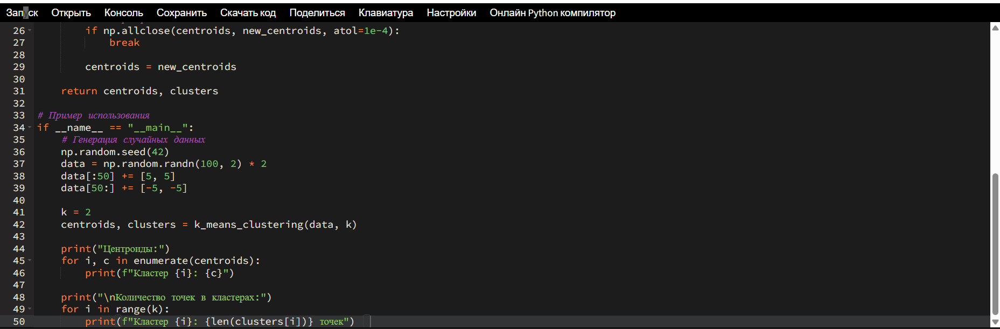 Запуск Открыть Консоль Сохранить Скачать код Поделиться Клавиатура Настройки Онлайн Python компилятор
26 if np.allclose(centroids, new_centroids, atol=1e-4):
27 break
28
29 centroids = new_centroids
30
31 return centroids, clusters
32
33 # Пример использования
34 if __name__ == "__main__":
35 # Генерация случайных данных
36 np.random.seed(42)
37 data = np.random.randn(100, 2) * 2
38 data[:50] += [5, 5]
39 data[50:] += [-5, -5]
40
41 k = 2
42 centroids, clusters = k_means_clustering(data, k)
43
44 print("Центроиды:")
45 for i, c in enumerate(centroids):
46 print(f"Кластер {i}: {c}")
47
48 print("\nКоличество точек в кластерах:")
49 for i in range(k):
50 print(f"Кластер {i}: {len(clusters[i])} точек")